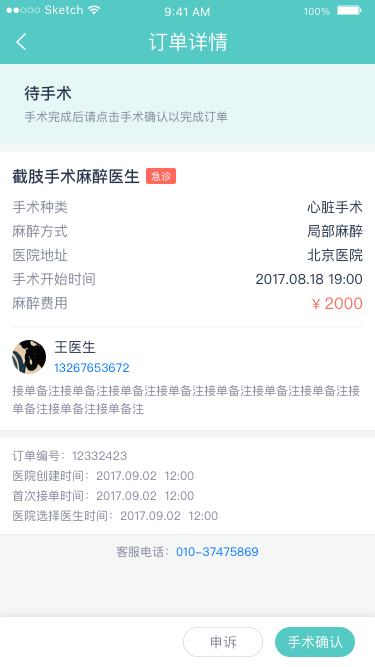 Sketch 9:41 AM 100%
订单详情
待手术
手术完成后请点击手术确认以完成订单
截肢手术麻醉医生 急诊
手术种类 心脏手术
麻醉方式 局部麻醉
医院地址 北京医院
手术开始时间 2017.08.18 19:00
麻醉费用 ¥ 2000
王医生
13267653672
接单备注接单备注接单备注接单备注接单备注接单备注接单备注接
单备注接单备注接单备注
订单编号：12332423
医院创建时间：2017.09.02 12:00
首次接单时间：2017.09.02 12:00
医院选择医生时间：2017.09.02 12:00
客服电话：010-37475869
申诉 手术确认